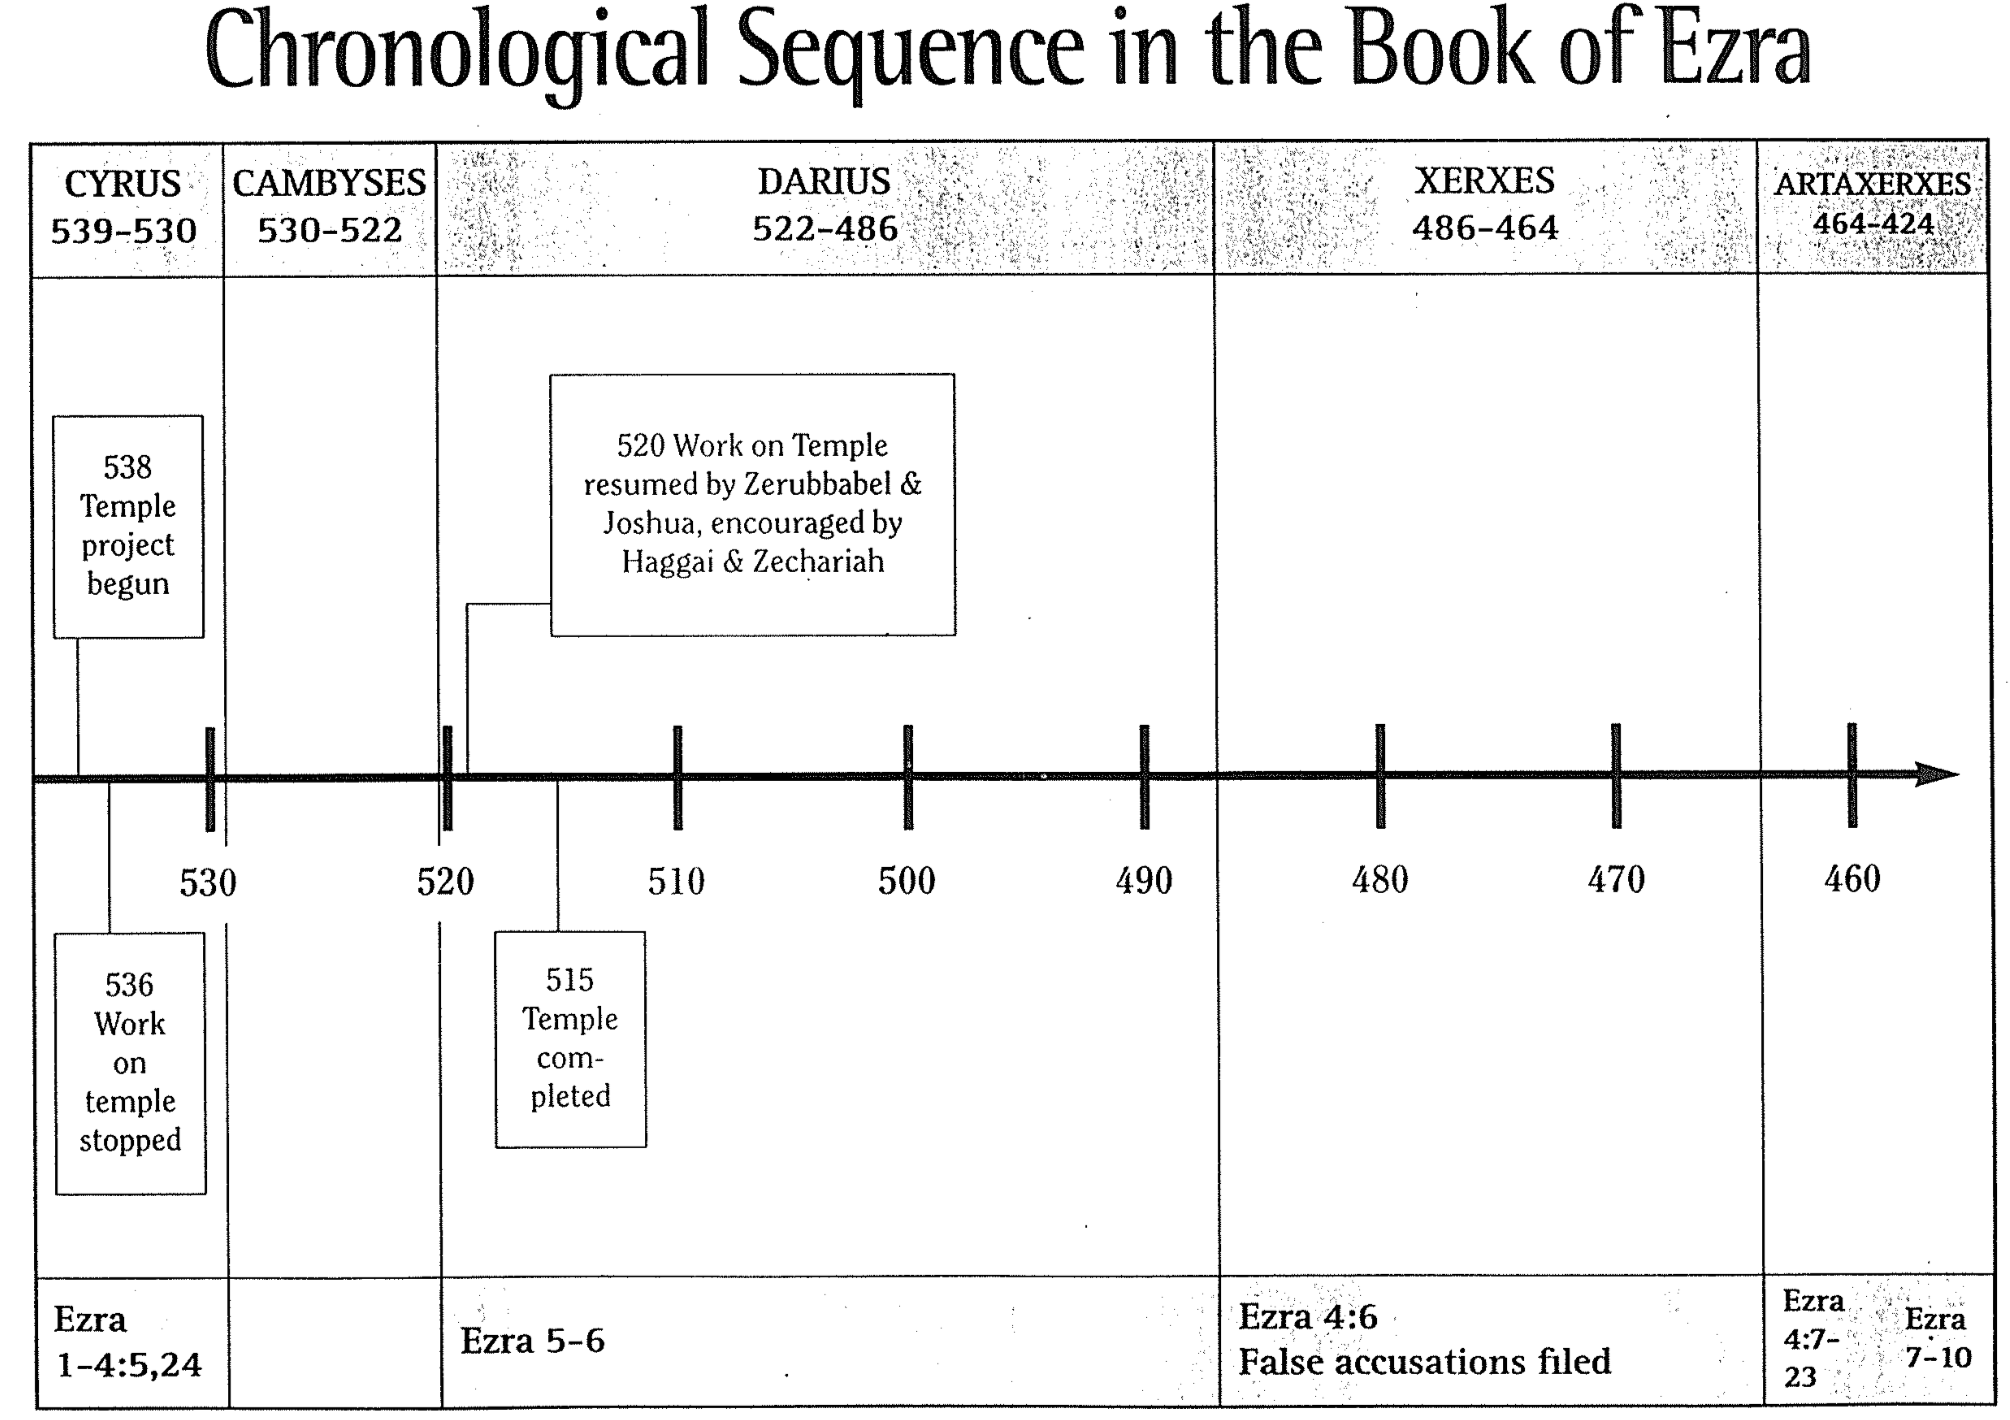 Chronological Sequence in the Book of Ezra
CYRUS
539–530
CAMBYSES
530–522
DARIUS
522–486
XERXES
486–464
ARTAXERXES
464–424
538
Temple
project
begun
520 Work on Temple
resumed by Zerubbabel &
Joshua, encouraged by
Haggai & Zechariah
530
520
510
500
490
480
470
460
536
Work
on
temple
stopped
515
Temple
com-
pleted
Ezra
1–4:5,24
Ezra 5–6
Ezra 4:6
False accusations filed
Ezra
4:7–
23
Ezra
7–10